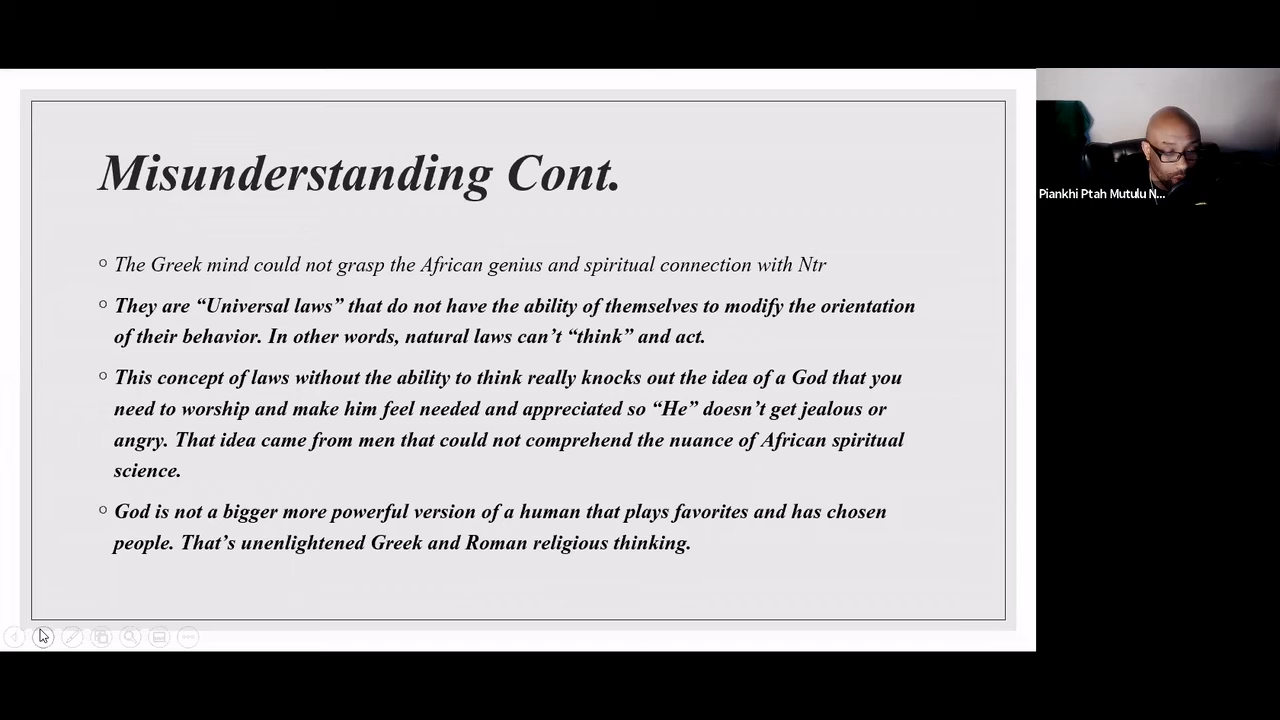 Misunderstanding Cont.
The Greek mind could not grasp the African genius and spiritual connection with Ntr
They are “Universal laws” that do not have the ability of themselves to modify the orientation
of their behavior. In other words, natural laws can’t “think” and act.
This concept of laws without the ability to think really knocks out the idea of a God that you
need to worship and make him feel needed and appreciated so “He” doesn’t get jealous or
angry. That idea came from men that could not comprehend the nuance of African spiritual
science.
God is not a bigger more powerful version of a human that plays favorites and has chosen
people. That’s unenlightened Greek and Roman religious thinking.
Piankhi Ptah Mutulu N...